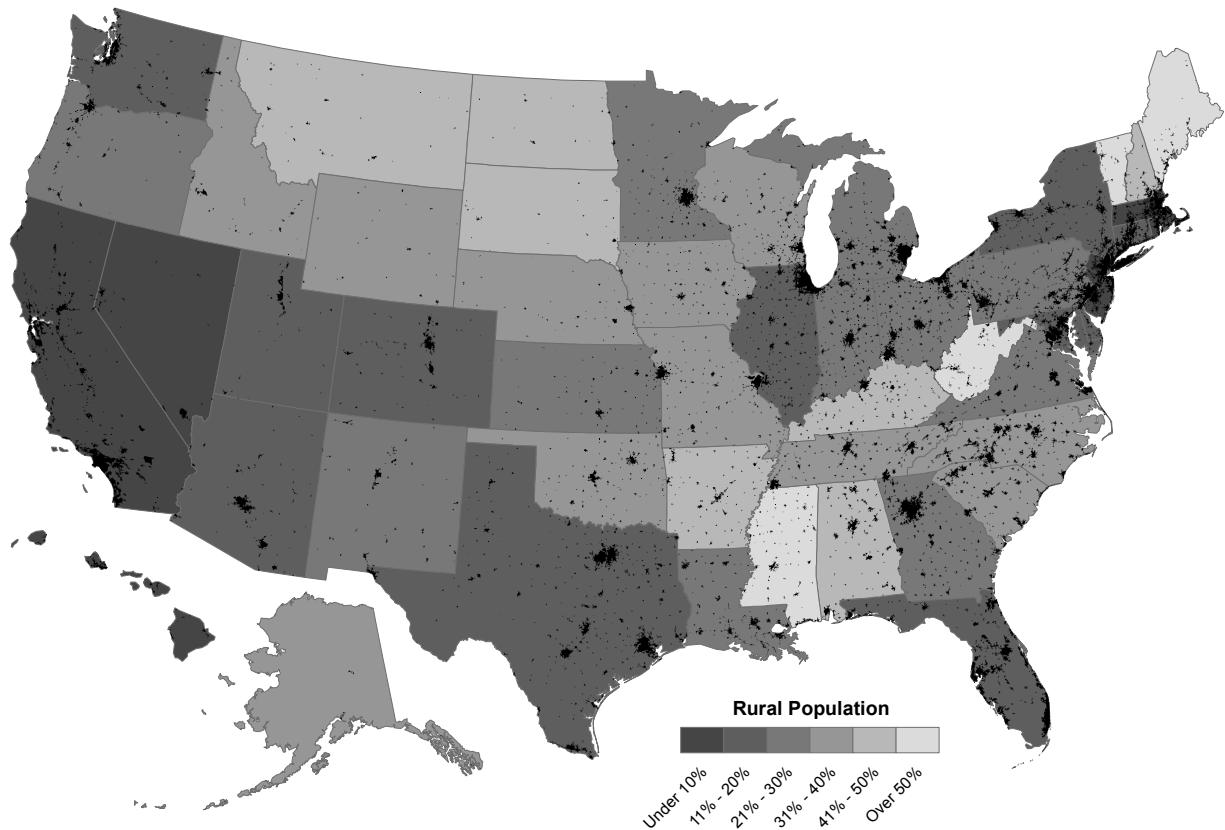 Rural Population
Under 10%
11% - 20%
21% - 30%
31% - 40%
41% - 50%
Over 50%